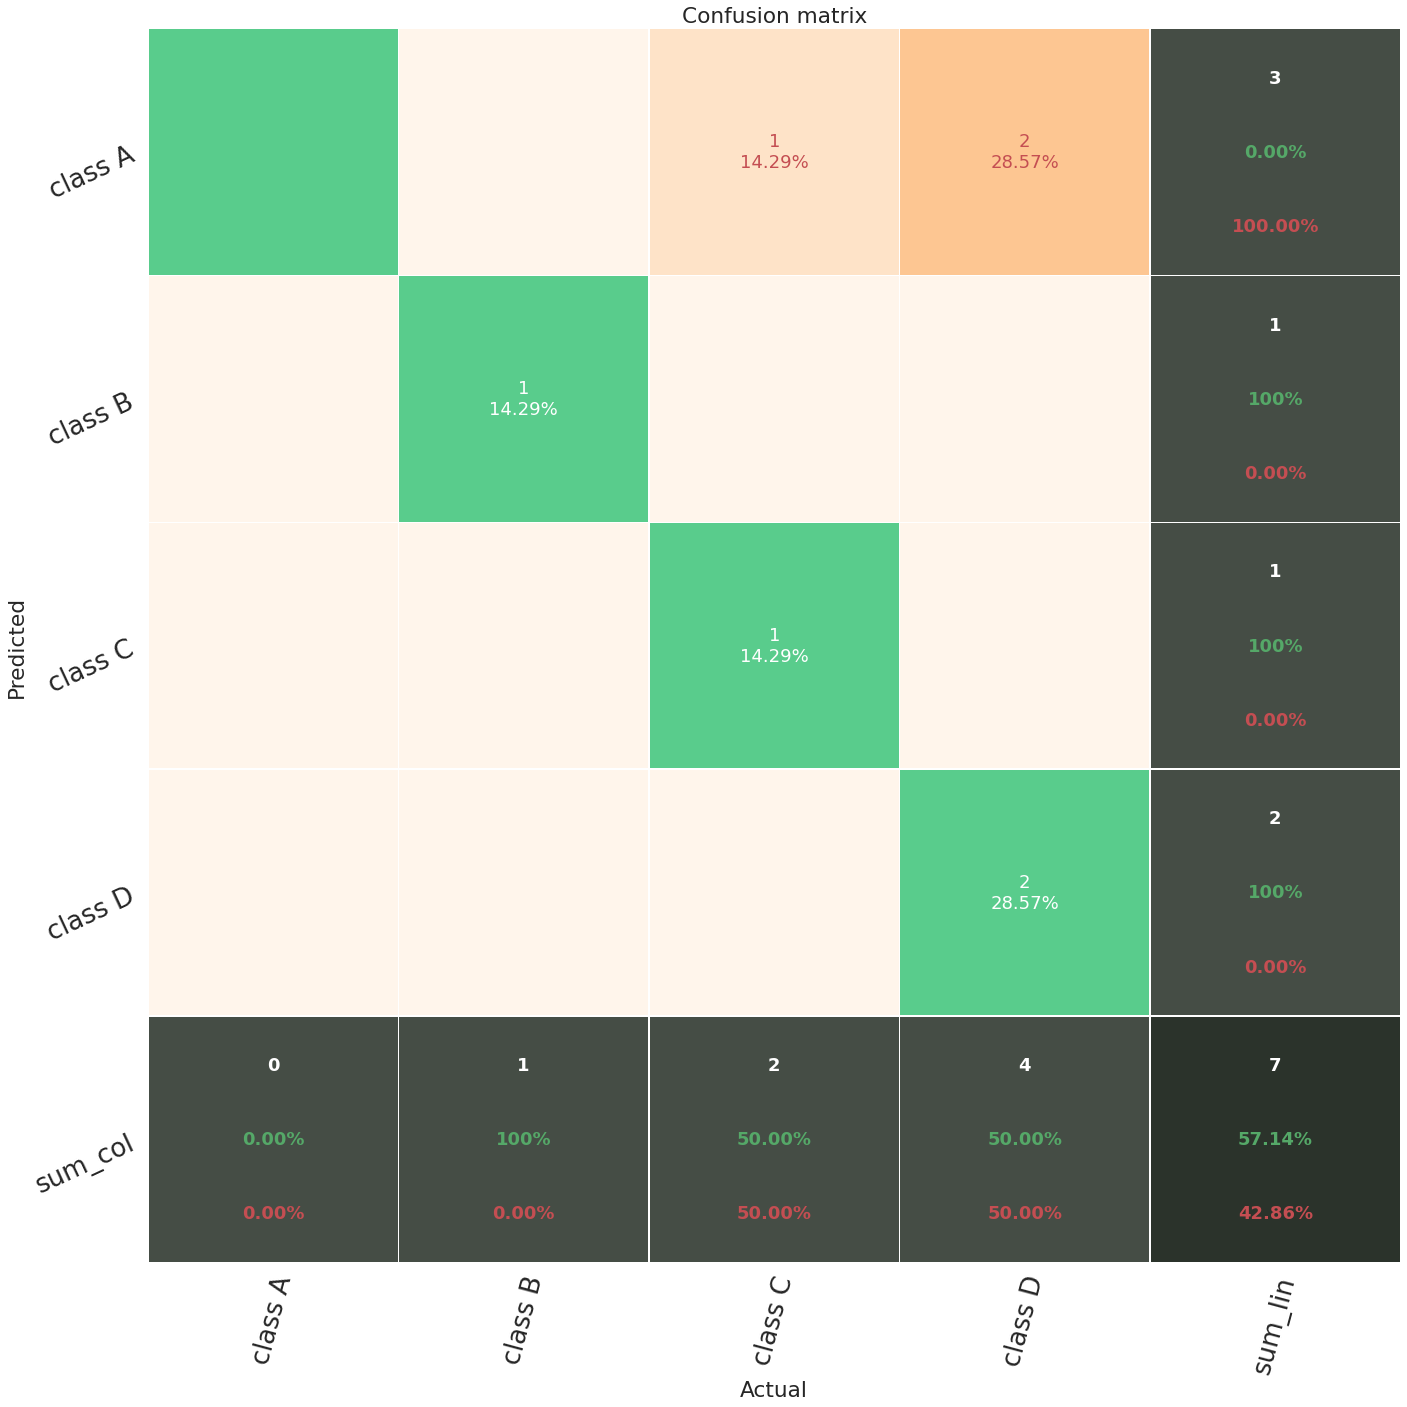 Confusion matrix
Predicted
class A
1
14.29%
2
28.57%
3
0.00%
100.00%
class B
1
14.29%
1
100%
0.00%
class C
1
14.29%
1
100%
0.00%
class D
2
28.57%
2
100%
0.00%
sum_col
0
0.00%
0.00%
1
100%
0.00%
2
50.00%
50.00%
4
50.00%
50.00%
7
57.14%
42.86%
class A
class B
class C
class D
sum_lin
Actual